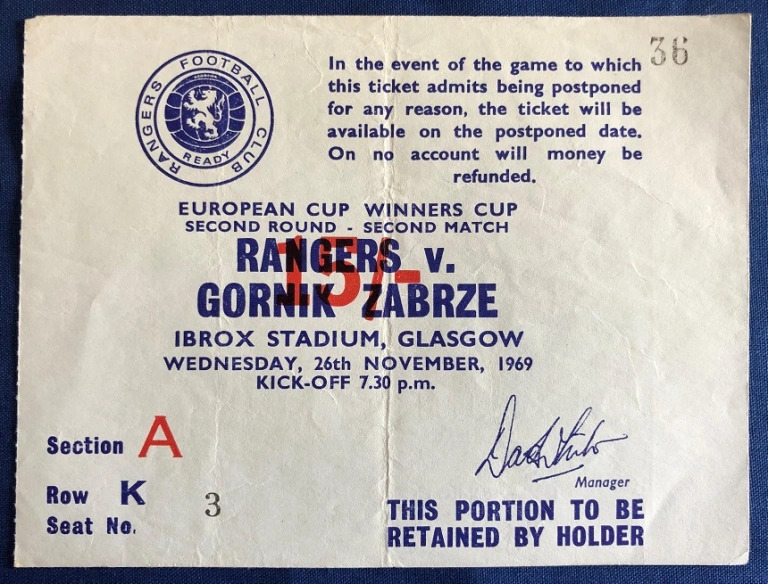 RANGERS FOOTBALL CLUB
READY
36
In the event of the game to which
this ticket admits being postponed
for any reason, the ticket will be
available on the postponed date.
On no account will money be
refunded.
EUROPEAN CUP WINNERS CUP
SECOND ROUND - SECOND MATCH
15/-
RANGERS v.
GORNIK ZABRZE
IBROX STADIUM, GLASGOW
WEDNESDAY, 26th NOVEMBER, 1969
KICK-OFF 7.30 p.m.
Section A
Row K
Seat No. 3
Manager
THIS PORTION TO BE
RETAINED BY HOLDER